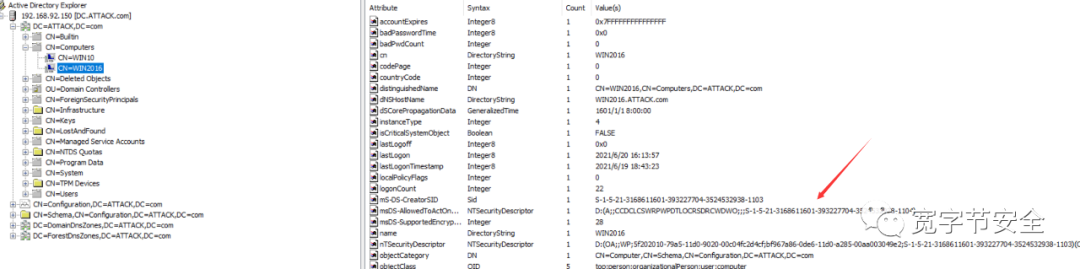 Active Directory Explorer
192.168.92.150 [DC.ATTACK.com]
DC=ATTACK,DC=com
CN=Builtin
CN=Computers
CN=WIN10
CN=WIN2016
CN=Deleted Objects
OU=Domain Controllers
CN=ForeignSecurityPrincipals
CN=Infrastructure
CN=Keys
CN=LostAndFound
CN=Managed Service Accounts
CN=NTDS Quotas
CN=Program Data
CN=System
CN=TPM Devices
CN=Users
CN=Configuration,DC=ATTACK,DC=com
CN=Schema,CN=Configuration,DC=ATTACK,DC=com
DC=DomainDnsZones,DC=ATTACK,DC=com
DC=ForestDnsZones,DC=ATTACK,DC=com
Attribute Syntax Count Value(s)
accountExpires Integer8 1 0x7FFFFFFFFFFFFFFF
badPasswordTime Integer8 1 0x0
badPwdCount Integer 1 0
cn DirectoryString 1 WIN2016
codePage Integer 1 0
countryCode Integer 1 0
distinguishedName DN 1 CN=WIN2016,CN=Computers,DC=ATTACK,DC=com
dNSHostName DirectoryString 1 WIN2016.ATTACK.com
dSCorePropagationData GeneralizedTime 1 1601/1/1 8:00:00
instanceType Integer 1 4
isCriticalSystemObject Boolean 1 FALSE
lastLogoff Integer8 1 0x0
lastLogon Integer8 1 2021/6/20 16:13:57
lastLogonTimestamp Integer8 1 2021/6/19 18:43:23
localPolicyFlags Integer 1 0
logonCount Integer 1 22
mS-DS-CreatorSID Sid 1 S-1-5-21-3168611601-393227704-3524532938-1103
msDS-AllowedToActOn... NTSecurityDescriptor 1 D:(A;;CCDCLCSWRPWPDTLOCRSDRCWDWO;;;S-1-5-21-3168611601-393227704-
msDS-SupportedEncryp... Integer 1 28
name DirectoryString 1 WIN2016
nTSecurityDescriptor NTSecurityDescriptor 1 D:(OA;;WP;5f202010-79a5-11d0-9020-00c04fc2d4cf;bf967a86-0de6-11d0-a285-00aa003049e2;S-1-5-21-3168611601-393227704-3524532938-1103)(O
objectCategory DN 1 CN=Computer,CN=Schema,CN=Configuration,DC=ATTACK,DC=com
objectClass OID 5 top;person;organizationalPerson;user;computer
宽字节安全